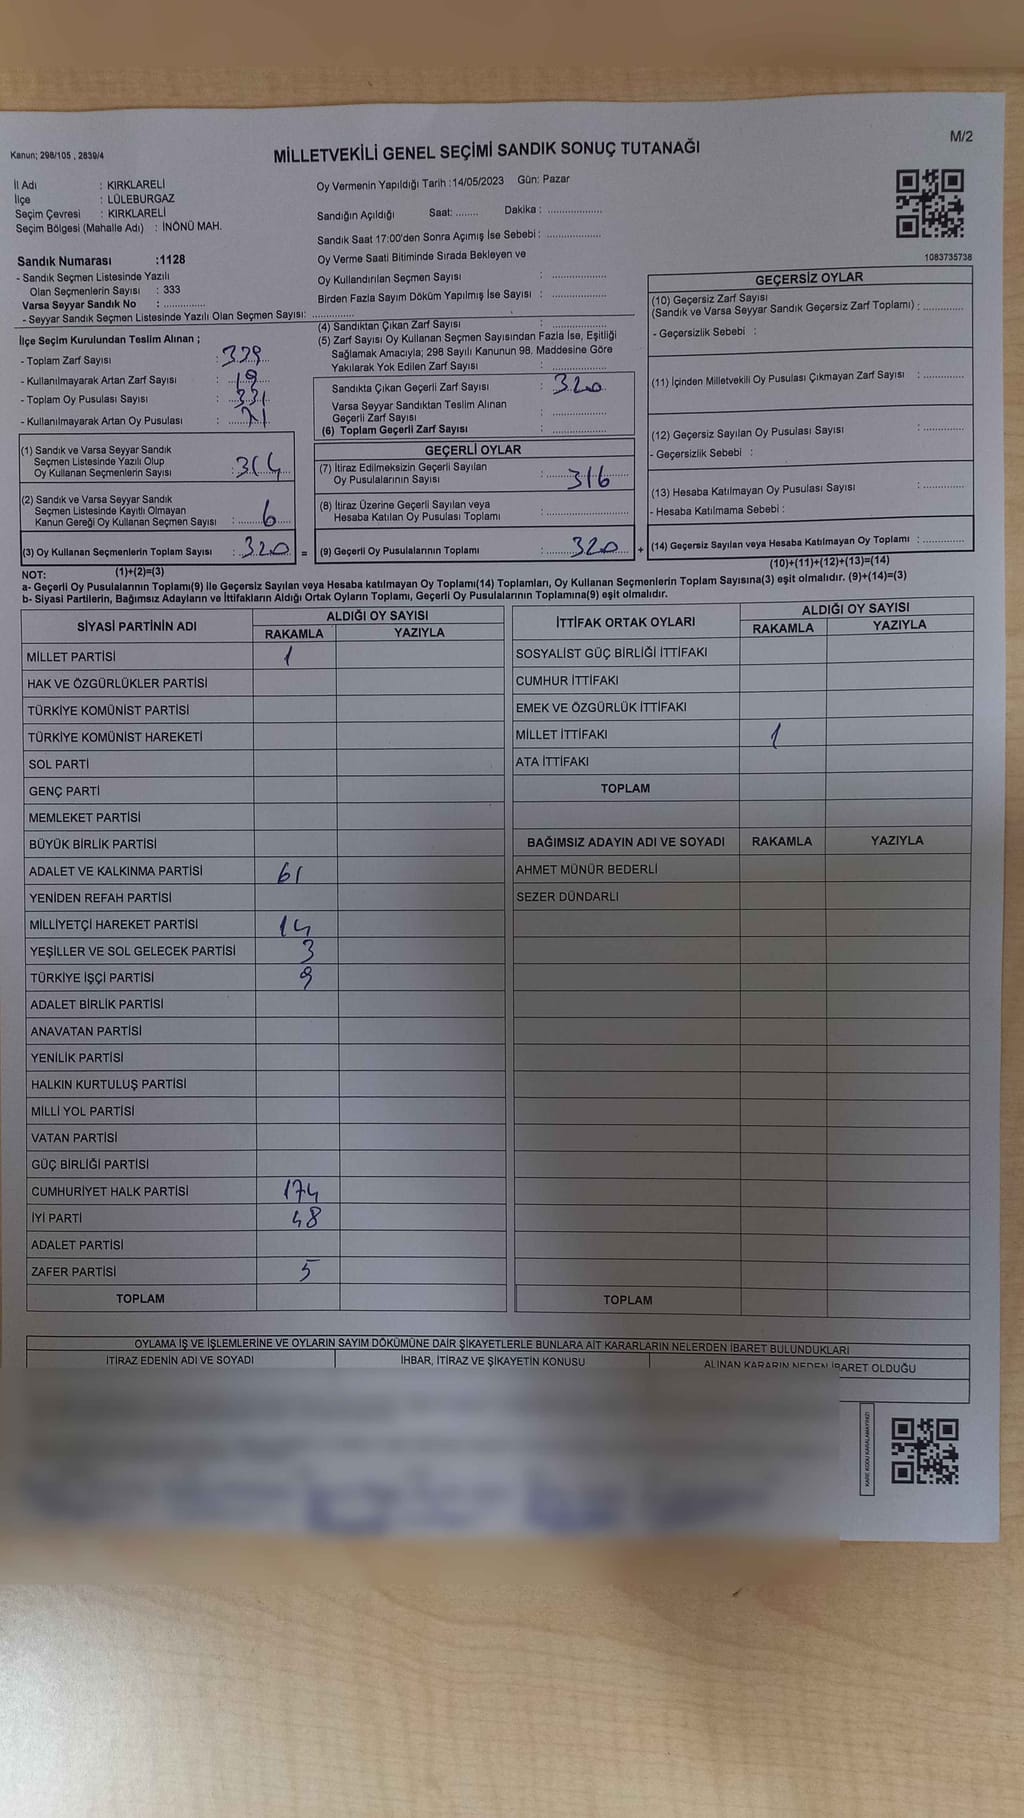 M/2
Kanun; 298/105 , 2839/4
MİLLETVEKİLİ GENEL SEÇİMİ SANDIK SONUÇ TUTANAĞI
İl Adı : KIRKLARELİ
İlçe : LÜLEBURGAZ
Seçim Çevresi : KIRKLARELİ
Seçim Bölgesi (Mahalle Adı) : İNÖNÜ MAH.
Oy Vermenin Yapıldığı Tarih :14/05/2023 Gün: Pazar
Sandığın Açıldığı Saat: ........ Dakika : ...................
Sandık Saat 17:00'den Sonra Açımış İse Sebebi : ...................
Oy Verme Saati Bitiminde Sırada Bekleyen ve
Oy Kullandırılan Seçmen Sayısı : ...................
Birden Fazla Sayım Döküm Yapılmış İse Sayısı : ...................
1083735738
Sandık Numarası :1128
- Sandık Seçmen Listesinde Yazılı
Olan Seçmenlerin Sayısı : 333
Varsa Seyyar Sandık No : ..............
- Seyyar Sandık Seçmen Listesinde Yazılı Olan Seçmen Sayısı: ..............
İlçe Seçim Kurulundan Teslim Alınan ;
- Toplam Zarf Sayısı :
- Kullanılmayarak Artan Zarf Sayısı : 19
- Toplam Oy Pusulası Sayısı : 331
- Kullanılmayarak Artan Oy Pusulası :
(1) Sandık ve Varsa Seyyar Sandık
Seçmen Listesinde Yazılı Olup
Oy Kullanan Seçmenlerin Sayısı : 314
(2) Sandık ve Varsa Seyyar Sandık
Seçmen Listesinde Kayıtlı Olmayan
Kanun Gereği Oy Kullanan Seçmen Sayısı : 6
(3) Oy Kullanan Seçmenlerin Toplam Sayısı : 320 =
(1)+(2)=(3)
(4) Sandıktan Çıkan Zarf Sayısı : ...................
(5) Zarf Sayısı Oy Kullanan Seçmen Sayısından Fazla İse, Eşitliği
Sağlamak Amacıyla; 298 Sayılı Kanunun 98. Maddesine Göre
Yakılarak Yok Edilen Zarf Sayısı : ...................
Sandıkta Çıkan Geçerli Zarf Sayısı : 320
Varsa Seyyar Sandıktan Teslim Alınan
Geçerli Zarf Sayısı : ...................
(6) Toplam Geçerli Zarf Sayısı : ...................
GEÇERLİ OYLAR
(7) İtiraz Edilmeksizin Geçerli Sayılan
Oy Pusulalarının Sayısı : 316
(8) İtiraz Üzerine Geçerli Sayılan veya
Hesaba Katılan Oy Pusulası Toplamı : ...................
(9) Geçerli Oy Pusulalarının Toplamı : 320 +
GEÇERSİZ OYLAR
(10) Geçersiz Zarf Sayısı
(Sandık ve Varsa Seyyar Sandık Geçersiz Zarf Toplamı) : ..............
- Geçersizlik Sebebi :
(11) İçinden Milletvekili Oy Pusulası Çıkmayan Zarf Sayısı : ..............
(12) Geçersiz Sayılan Oy Pusulası Sayısı : ..............
- Geçersizlik Sebebi :
(13) Hesaba Katılmayan Oy Pusulası Sayısı : ..............
- Hesaba Katılmama Sebebi :
(14) Geçersiz Sayılan veya Hesaba Katılmayan Oy Toplamı : ..............
(10)+(11)+(12)+(13)=(14)
NOT:
a- Geçerli Oy Pusulalarının Toplamı(9) ile Geçersiz Sayılan veya Hesaba katılmayan Oy Toplamı(14) Toplamları, Oy Kullanan Seçmenlerin Toplam Sayısına(3) eşit olmalıdır. (9)+(14)=(3)
b- Siyasi Partilerin, Bağımsız Adayların ve İttifakların Aldığı Ortak Oyların Toplamı, Geçerli Oy Pusulalarının Toplamına(9) eşit olmalıdır.
SİYASİ PARTİNİN ADI ALDIĞI OY SAYISI
RAKAMLA YAZIYLA
MİLLET PARTİSİ 1
HAK VE ÖZGÜRLÜKLER PARTİSİ
TÜRKİYE KOMÜNİST PARTİSİ
TÜRKİYE KOMÜNİST HAREKETİ
SOL PARTİ
GENÇ PARTİ
MEMLEKET PARTİSİ
BÜYÜK BİRLİK PARTİSİ
ADALET VE KALKINMA PARTİSİ 61
YENİDEN REFAH PARTİSİ
MİLLİYETÇİ HAREKET PARTİSİ 14
YEŞİLLER VE SOL GELECEK PARTİSİ 3
TÜRKİYE İŞÇİ PARTİSİ 9
ADALET BİRLİK PARTİSİ
ANAVATAN PARTİSİ
YENİLİK PARTİSİ
HALKIN KURTULUŞ PARTİSİ
MİLLİ YOL PARTİSİ
VATAN PARTİSİ
GÜÇ BİRLİĞİ PARTİSİ
CUMHURİYET HALK PARTİSİ 174
İYİ PARTİ 48
ADALET PARTİSİ
ZAFER PARTİSİ 5
TOPLAM
İTTİFAK ORTAK OYLARI ALDIĞI OY SAYISI
RAKAMLA YAZIYLA
SOSYALİST GÜÇ BİRLİĞİ İTTİFAKI
CUMHUR İTTİFAKI
EMEK VE ÖZGÜRLÜK İTTİFAKI
MİLLET İTTİFAKI 1
ATA İTTİFAKI
TOPLAM
BAĞIMSIZ ADAYIN ADI VE SOYADI RAKAMLA YAZIYLA
AHMET MÜNÜR BEDERLİ
SEZER DÜNDARLI
TOPLAM
OYLAMA İŞ VE İŞLEMLERİNE VE OYLARIN SAYIM DÖKÜMÜNE DAİR ŞİKAYETLERLE BUNLARA AİT KARARLARIN NELERDEN İBARET BULUNDUKLARI
İTİRAZ EDENİN ADI VE SOYADI İHBAR, İTİRAZ VE ŞİKAYETİN KONUSU ALINAN KARARIN NEDEN İBARET OLDUĞU
KARE KODU KARALAMAYINIZ!